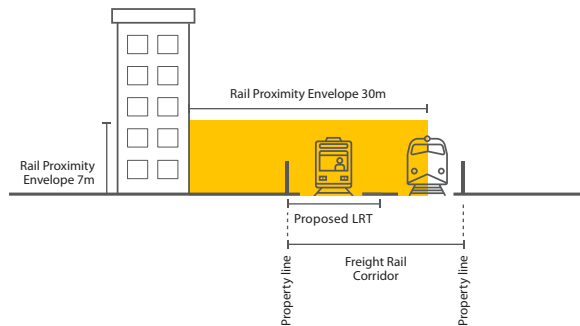 Rail Proximity Envelope 30m
Rail Proximity
Envelope 7m
Proposed LRT
Freight Rail
Corridor
Property line
Property line